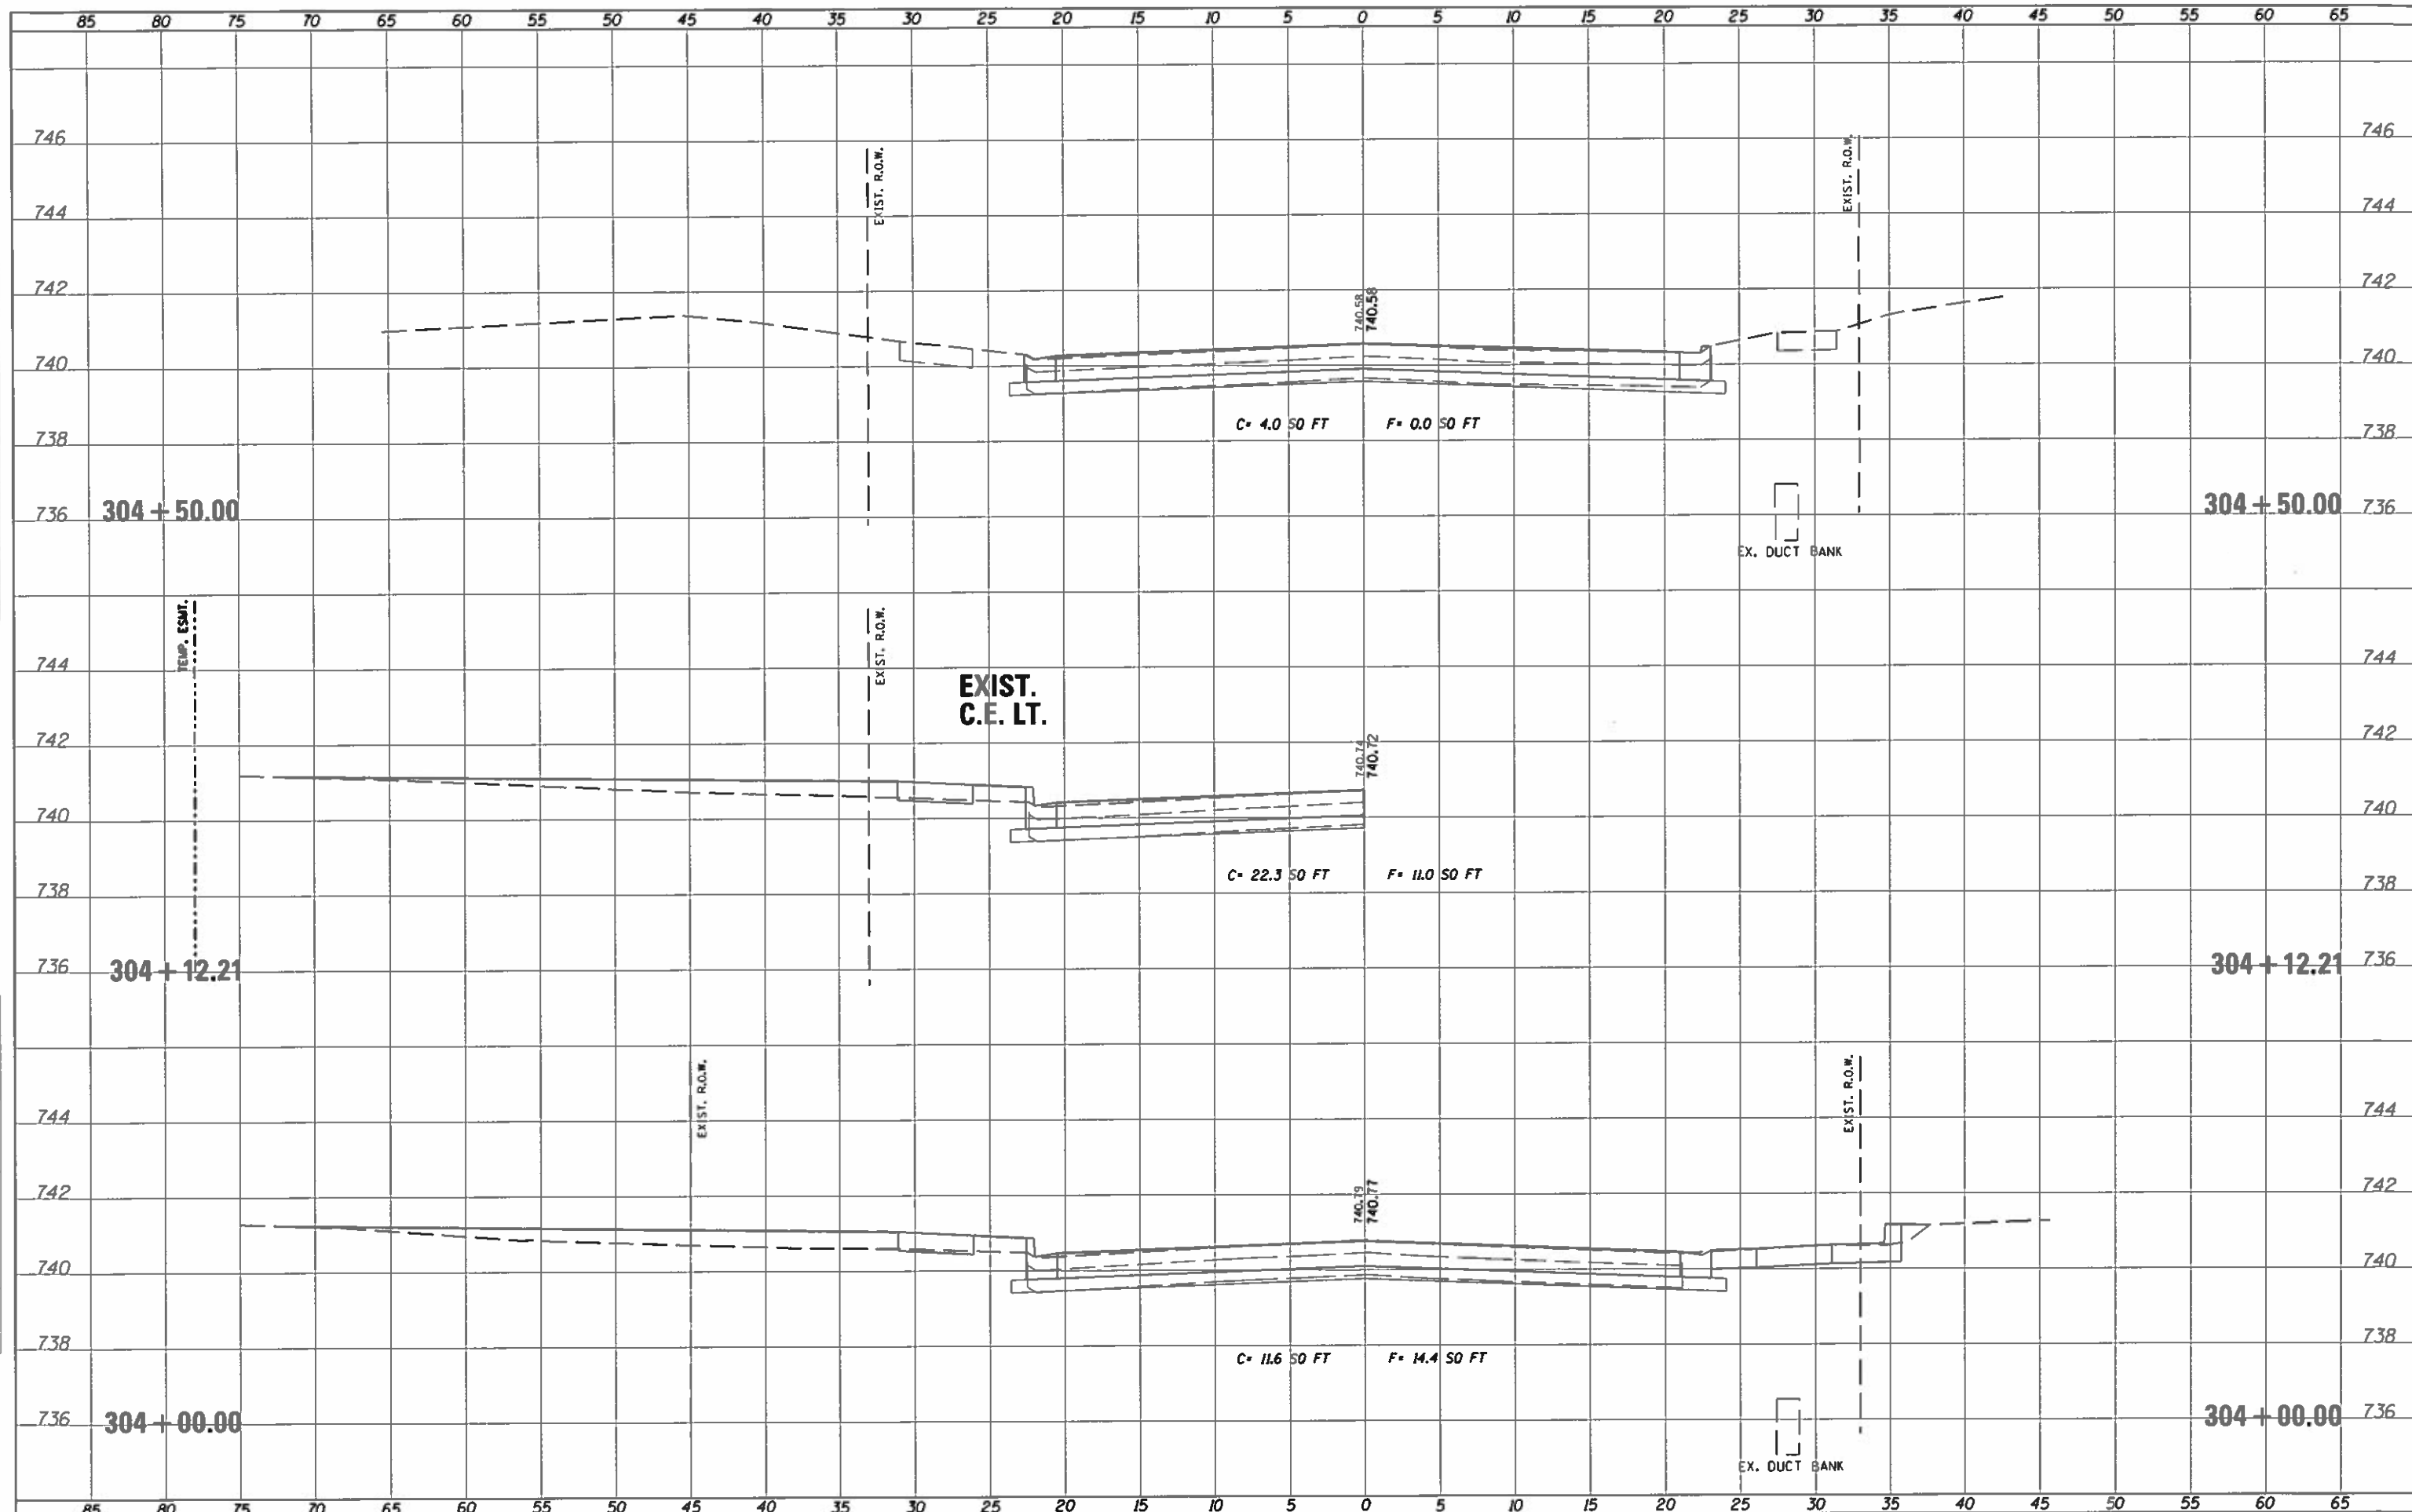 85 80 75 70 65 60 55 50 45 40 35 30 25 20 15 10 5 0 5 10 15 20 25 30 35 40 45 50 55 60 65
746 746
EXIST. R.O.W. EXIST. R.O.W.
744 744
742 742
740.58 740.58
740 740
C= 4.0 SQ FT F= 0.0 SQ FT
738 738
736 304 + 50.00 304 + 50.00 736
EX. DUCT BANK
TEMP. ESMT. EXIST. R.O.W.
744 744
EXIST.
C.E. LT.
742 742
740.74 740.72
740 740
C= 22.3 SQ FT F= 11.0 SQ FT
738 738
736 304 + 12.21 304 + 12.21 736
EXIST. R.O.W. EXIST. R.O.W.
744 744
742 742
740.79 740.77
740 740
738 738
C= 11.6 SQ FT F= 14.4 SQ FT
736 304 + 00.00 304 + 00.00 736
EX. DUCT BANK
85 80 75 70 65 60 55 50 45 40 35 30 25 20 15 10 5 0 5 10 15 20 25 30 35 40 45 50 55 60 65